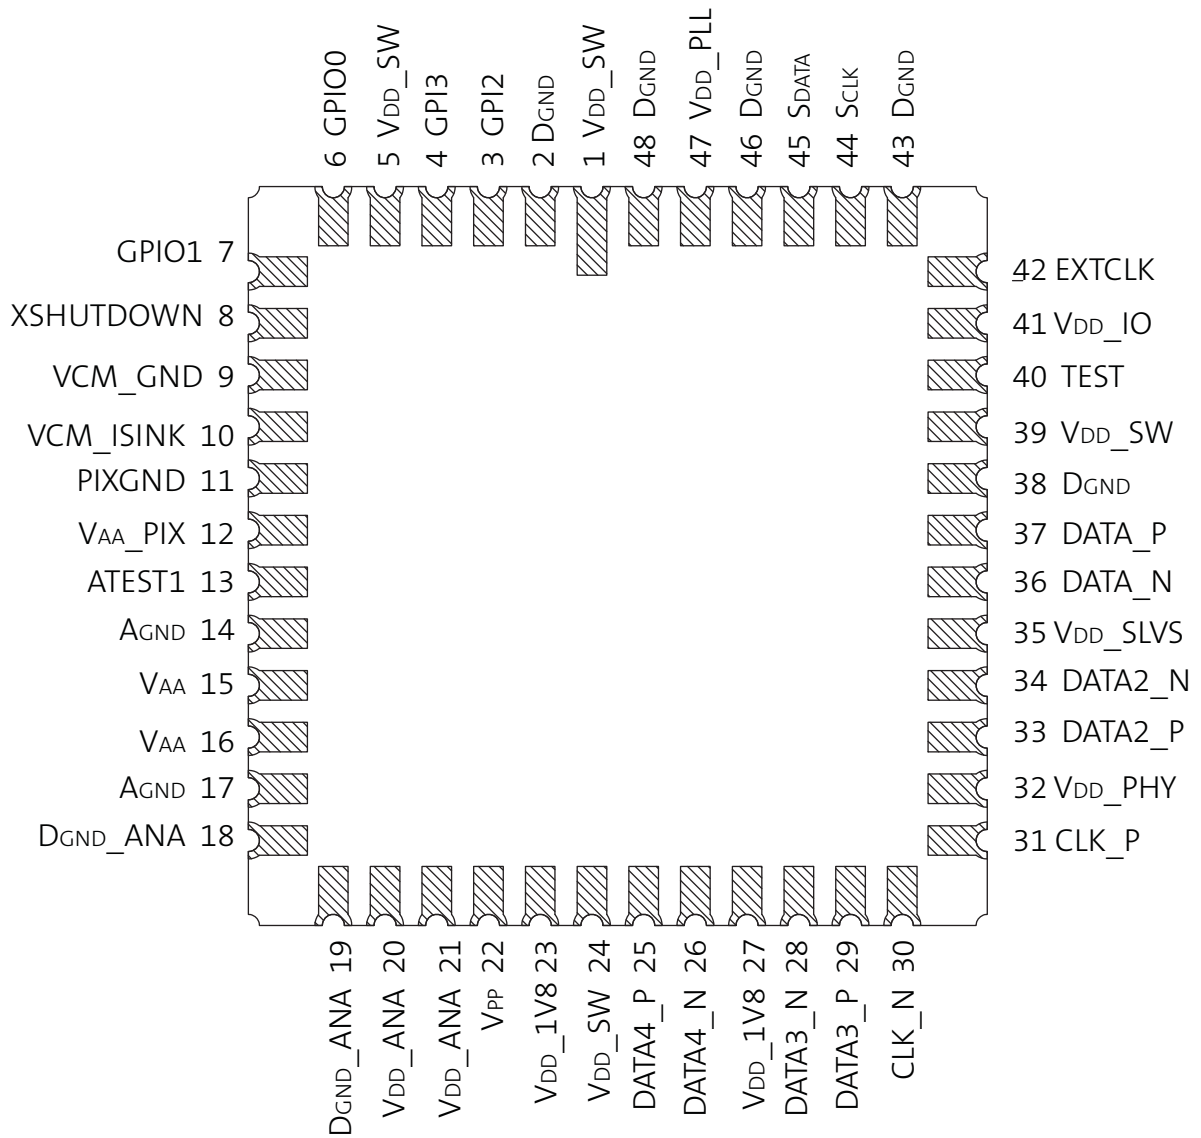 6 GPIO0
5 VDD_SW
4 GPI3
3 GPI2
2 DGND
1 VDD_SW
48 DGND
47 VDD_PLL
46 DGND
45 SDATA
44 SCLK
43 DGND
GPIO1 7
XSHUTDOWN 8
VCM_GND 9
VCM_ISINK 10
PIXGND 11
VAA_PIX 12
ATEST1 13
AGND 14
VAA 15
VAA 16
AGND 17
DGND_ANA 18
42 EXTCLK
41 VDD_IO
40 TEST
39 VDD_SW
38 DGND
37 DATA_P
36 DATA_N
35 VDD_SLVS
34 DATA2_N
33 DATA2_P
32 VDD_PHY
31 CLK_P
DGND_ANA 19
VDD_ANA 20
VDD_ANA 21
VPP 22
VDD_1V8 23
VDD_SW 24
DATA4_P 25
DATA4_N 26
VDD_1V8 27
DATA3_N 28
DATA3_P 29
CLK_N 30